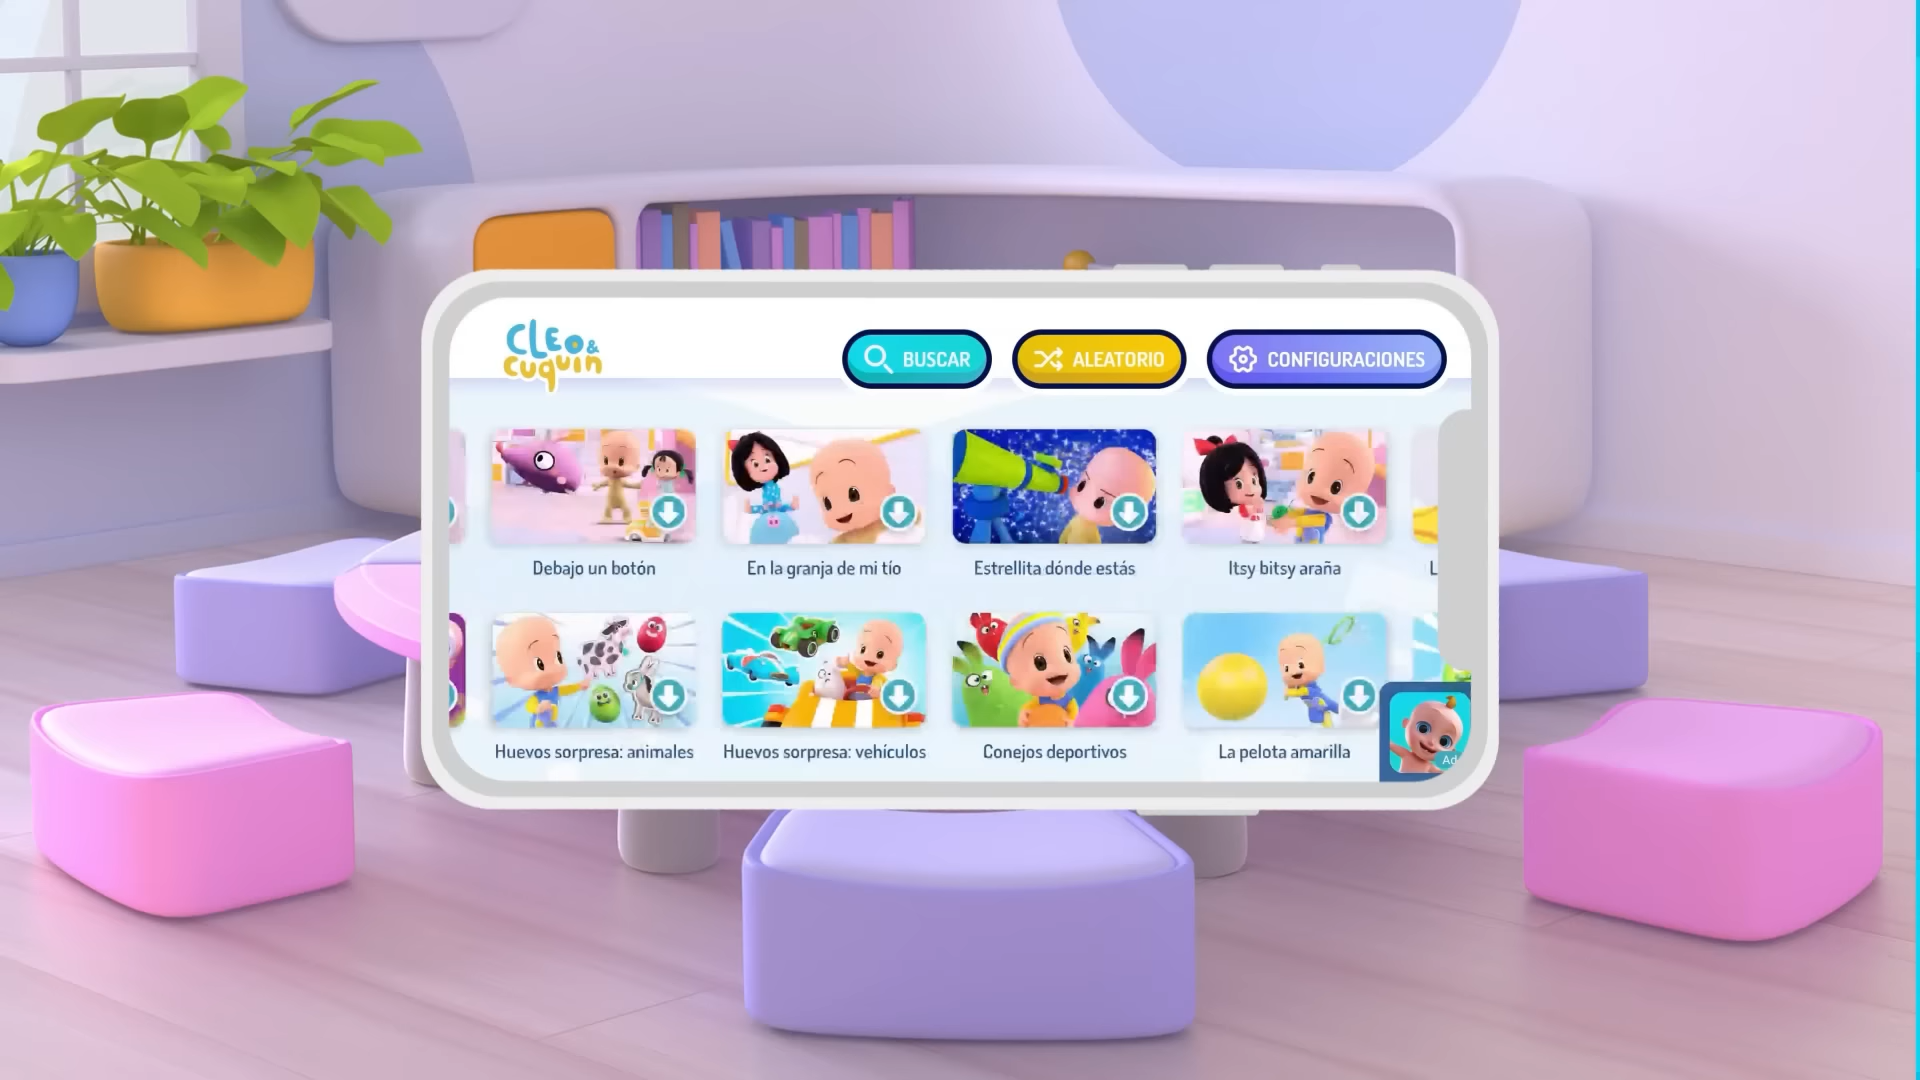 CLEO &
cuquin
BUSCAR
ALEATORIO
CONFIGURACIONES
Debajo un botón
En la granja de mi tío
Estrellita dónde estás
Itsy bitsy araña
L
Huevos sorpresa: animales
Huevos sorpresa: vehículos
Conejos deportivos
La pelota amarilla
Ad